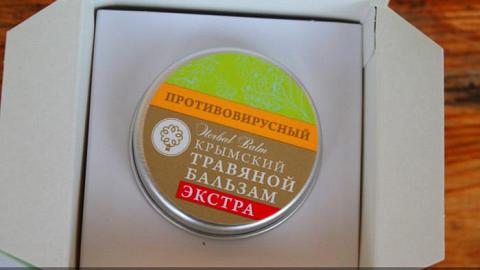 ПРОТИВОВИРУСНЫЙ
Herbal Balm
КРЫМСКИЙ
ТРАВЯНОЙ
БАЛЬЗАМ
ЭКСТРА